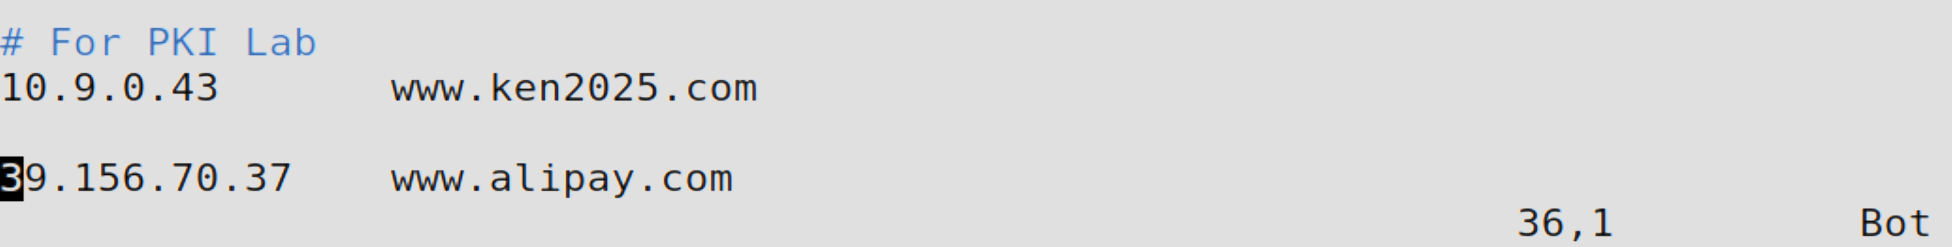 # For PKI Lab
10.9.0.43       www.ken2025.com
39.156.70.37    www.alipay.com
36,1          Bot